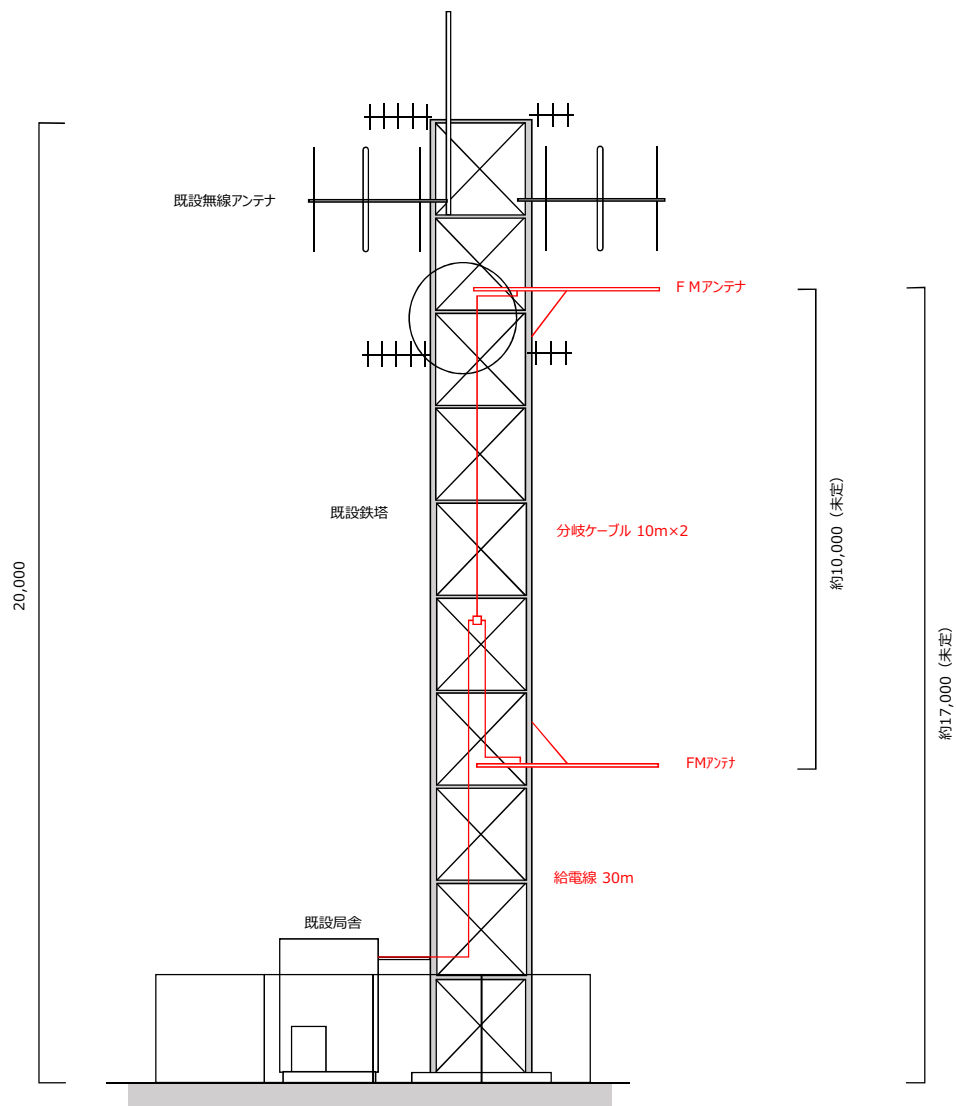 既設無線アンテナ
ＦＭアンテナ
既設鉄塔
分岐ケーブル 10m×2
約10,000（未定）
20,000
約17,000（未定）
FMｱﾝﾃﾅ
給電線 30m
既設局舎